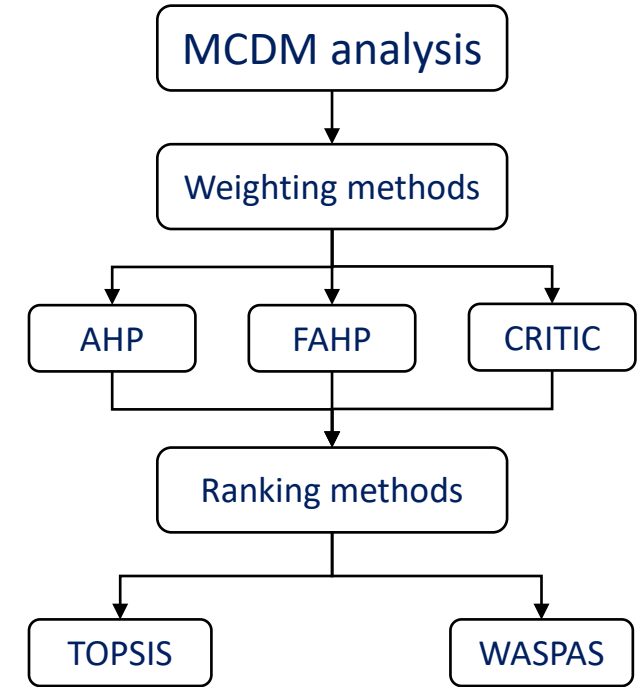 MCDM analysis
Weighting methods
AHP
FAHP
CRITIC
Ranking methods
TOPSIS
WASPAS